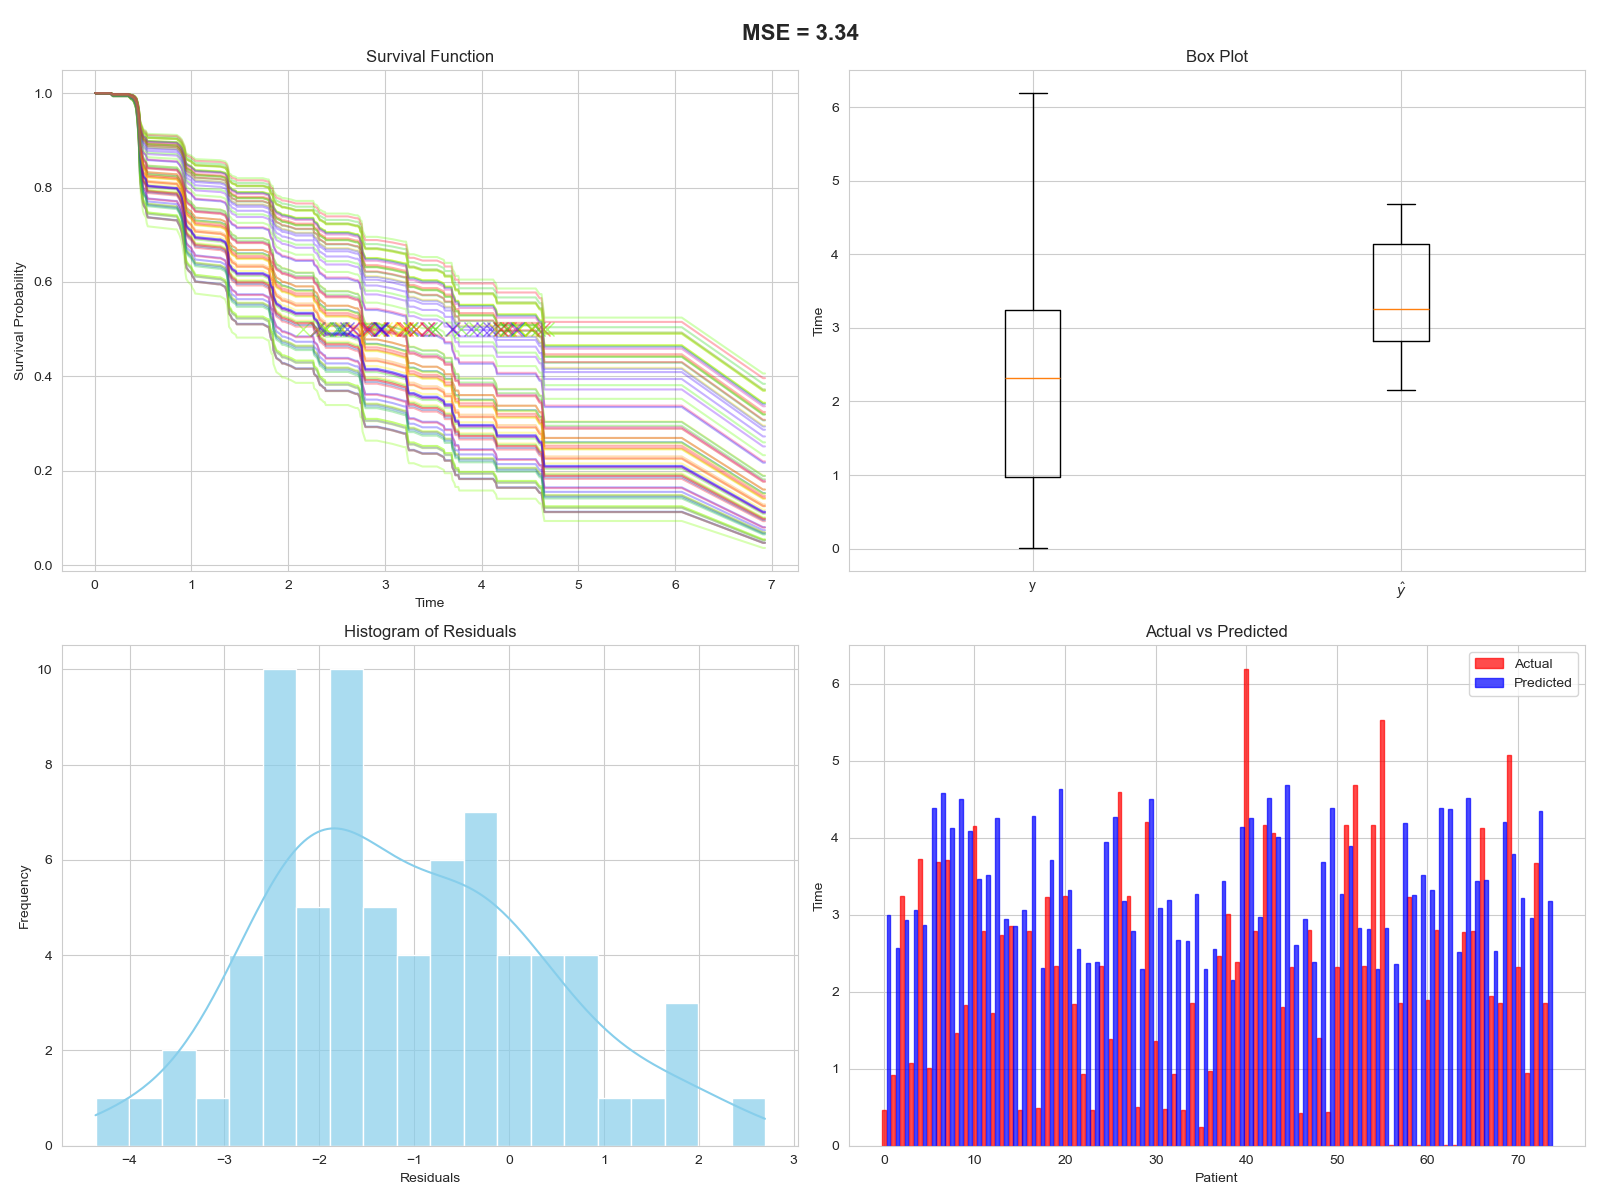 MSE = 3.34
Survival Function
Survival Probability
1.0
0.8
0.6
0.4
0.2
0.0
0 1 2 3 4 5 6 7
Time
Box Plot
Time
6
5
4
3
2
1
0
y ŷ
Histogram of Residuals
Frequency
10
8
6
4
2
0
−4 −3 −2 −1 0 1 2 3
Residuals
Actual vs Predicted
Actual
Predicted
Time
6
5
4
3
2
1
0
0 10 20 30 40 50 60 70
Patient